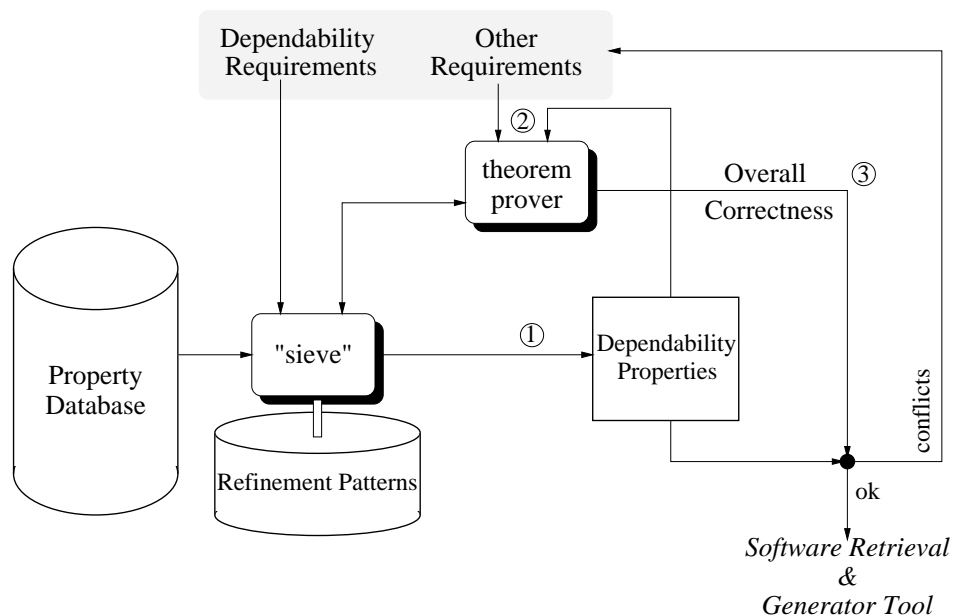 Dependability
Requirements
Other
Requirements
②
theorem
prover
Overall
③
Correctness
Property
Database
"sieve"
①
Dependability
Properties
Refinement Patterns
conflicts
ok
Software Retrieval
&
Generator Tool